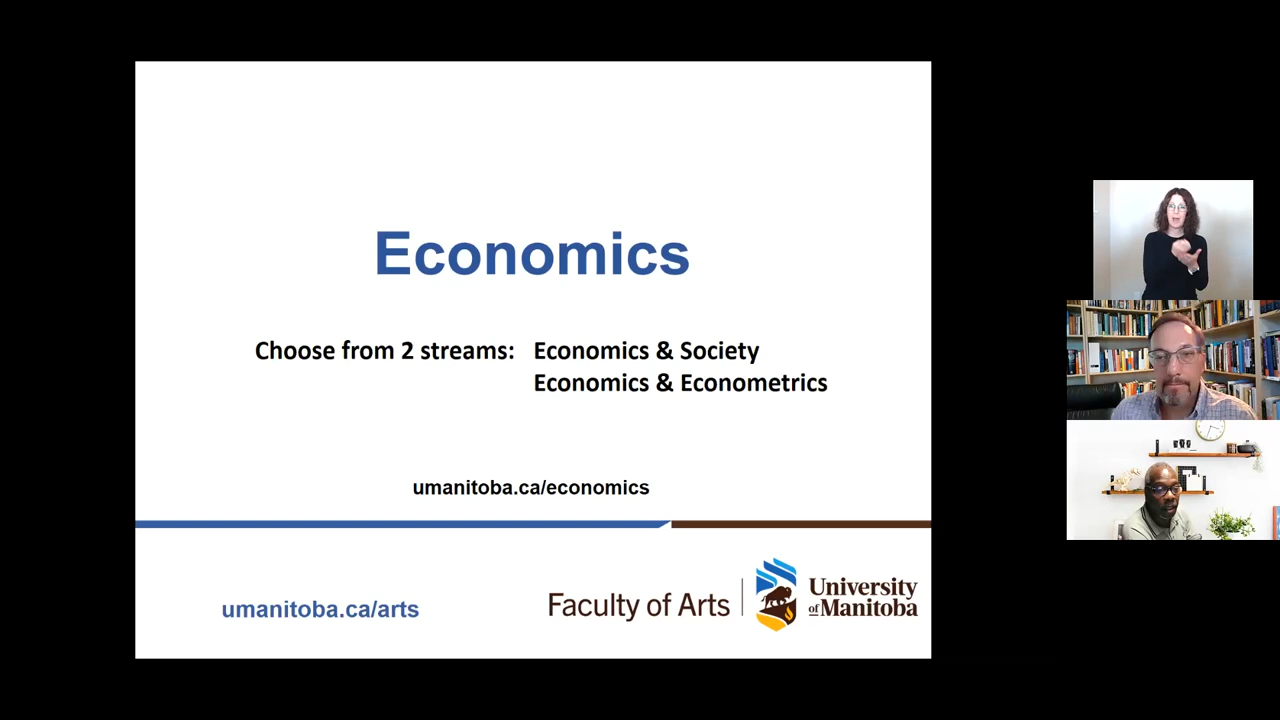 Economics
Choose from 2 streams: Economics & Society
Economics & Econometrics
umanitoba.ca/economics
umanitoba.ca/arts
Faculty of Arts
University
of Manitoba